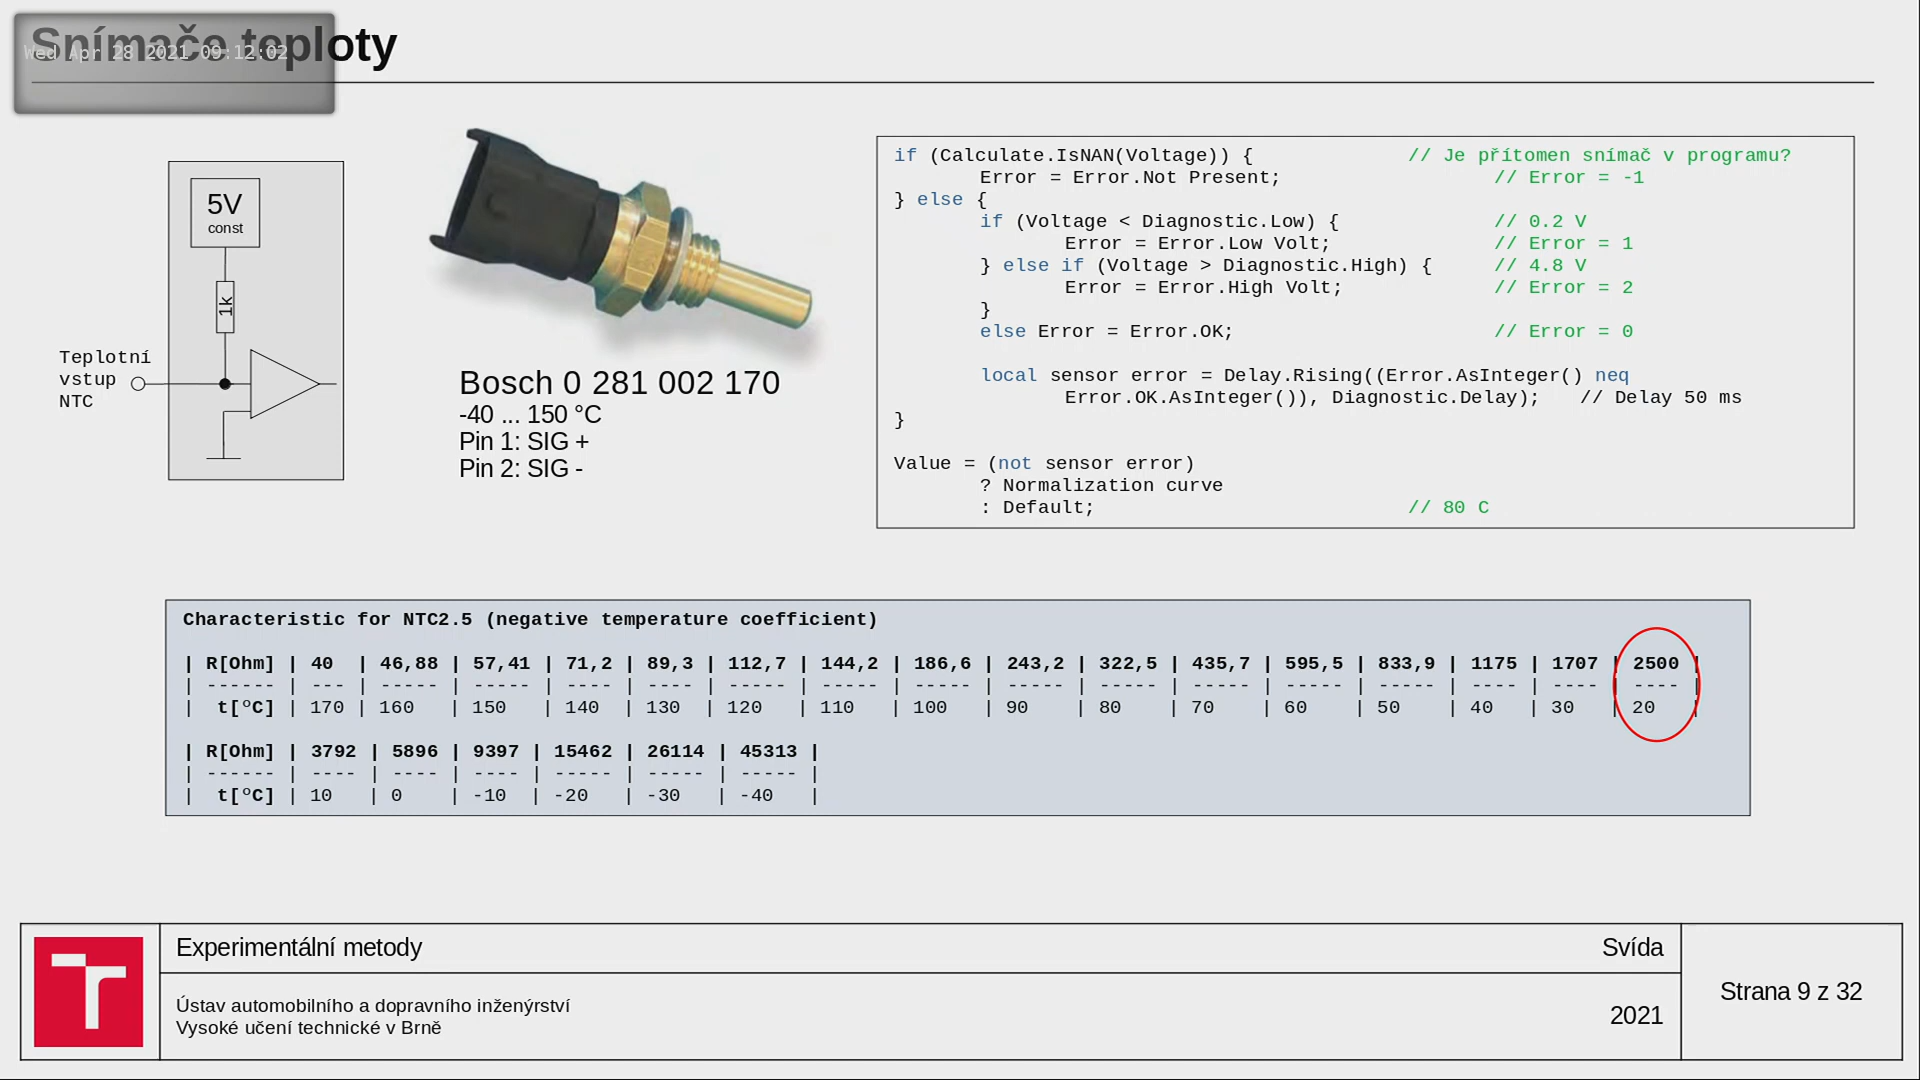 Snímače teploty
Wed Apr 28 2021 09:12:02
5V
const
1k
Teplotní
vstup
NTC
Bosch 0 281 002 170
-40 ... 150 °C
Pin 1: SIG +
Pin 2: SIG -
if (Calculate.IsNAN(Voltage)) { // Je přítomen snímač v programu?
Error = Error.Not Present; // Error = -1
} else {
if (Voltage < Diagnostic.Low) { // 0.2 V
Error = Error.Low Volt; // Error = 1
} else if (Voltage > Diagnostic.High) { // 4.8 V
Error = Error.High Volt; // Error = 2
}
else Error = Error.OK; // Error = 0
local sensor error = Delay.Rising((Error.AsInteger() neq
Error.OK.AsInteger()), Diagnostic.Delay); // Delay 50 ms
}
Value = (not sensor error)
? Normalization curve
: Default; // 80 C
Characteristic for NTC2.5 (negative temperature coefficient)
| R[Ohm] | 40 | 46,88 | 57,41 | 71,2 | 89,3 | 112,7 | 144,2 | 186,6 | 243,2 | 322,5 | 435,7 | 595,5 | 833,9 | 1175 | 1707 | 2500 |
| ------ | --- | ----- | ----- | ---- | ---- | ----- | ----- | ----- | ----- | ----- | ----- | ----- | ----- | ---- | ---- | ---- |
| t[ºC] | 170 | 160 | 150 | 140 | 130 | 120 | 110 | 100 | 90 | 80 | 70 | 60 | 50 | 40 | 30 | 20 |
| R[Ohm] | 3792 | 5896 | 9397 | 15462 | 26114 | 45313 |
| ------ | ---- | ---- | ---- | ----- | ----- | ----- |
| t[ºC] | 10 | 0 | -10 | -20 | -30 | -40 |
Experimentální metody
Svída
Ústav automobilního a dopravního inženýrství
Vysoké učení technické v Brně
2021
Strana 9 z 32